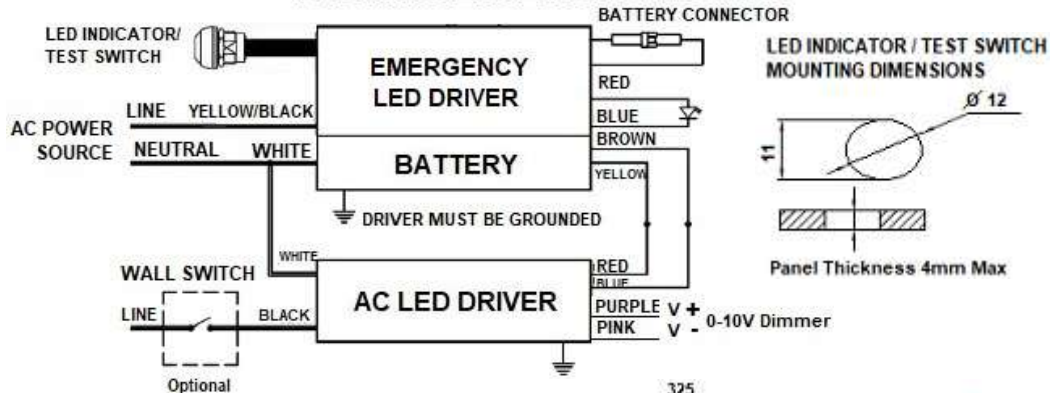 BATTERY CONNECTOR
LED INDICATOR/
TEST SWITCH
EMERGENCY
LED DRIVER
RED
BLUE
LINE
YELLOW/BLACK
AC POWER
SOURCE
NEUTRAL
WHITE
BATTERY
BROWN
YELLOW
DRIVER MUST BE GROUNDED
WHITE
WALL SWITCH
LINE
BLACK
Optional
AC LED DRIVER
RED
BLUE
PURPLE V +
PINK V -
0-10V Dimmer
LED INDICATOR / TEST SWITCH
MOUNTING DIMENSIONS
Ø 12
11
Panel Thickness 4mm Max
325